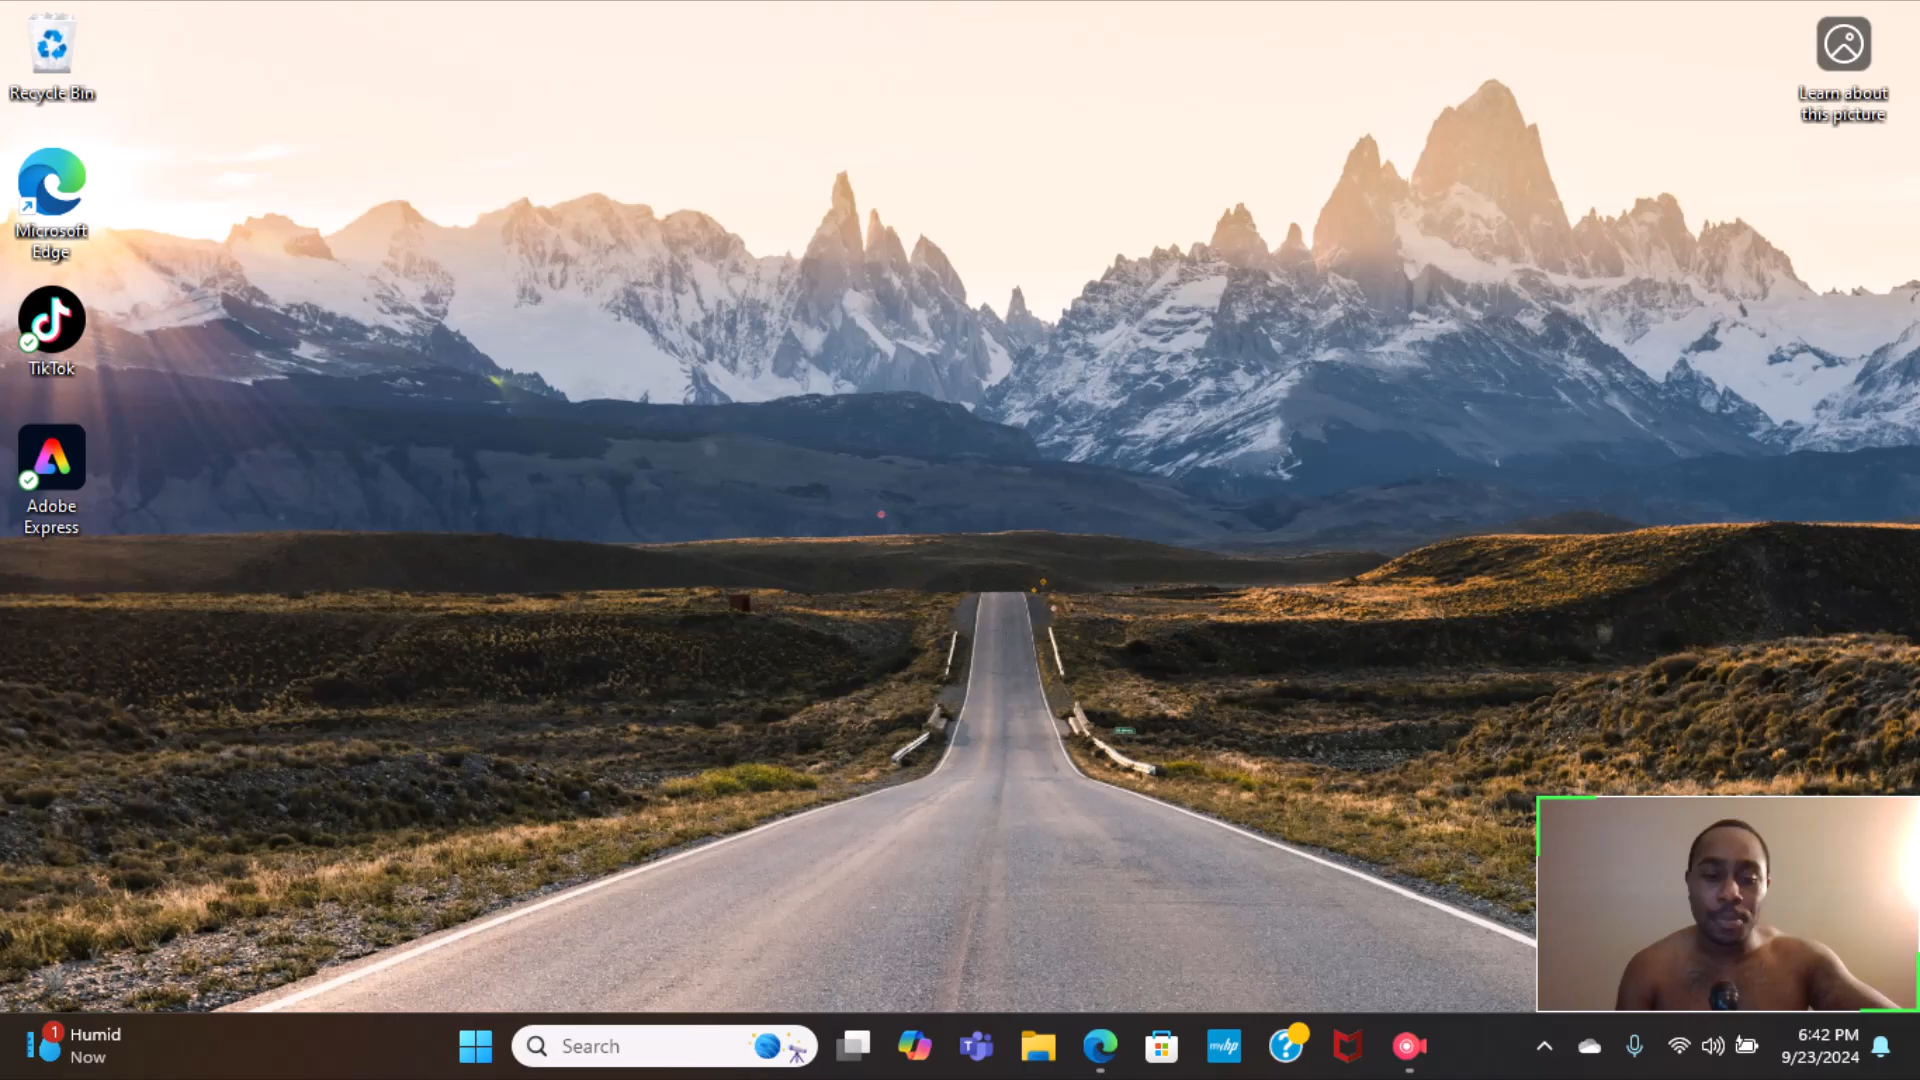 Recycle Bin
Learn about
this picture
Microsoft
Edge
TikTok
Adobe
Express
1
Humid
Now
Search
T
myhp
?
6:42 PM
9/23/2024